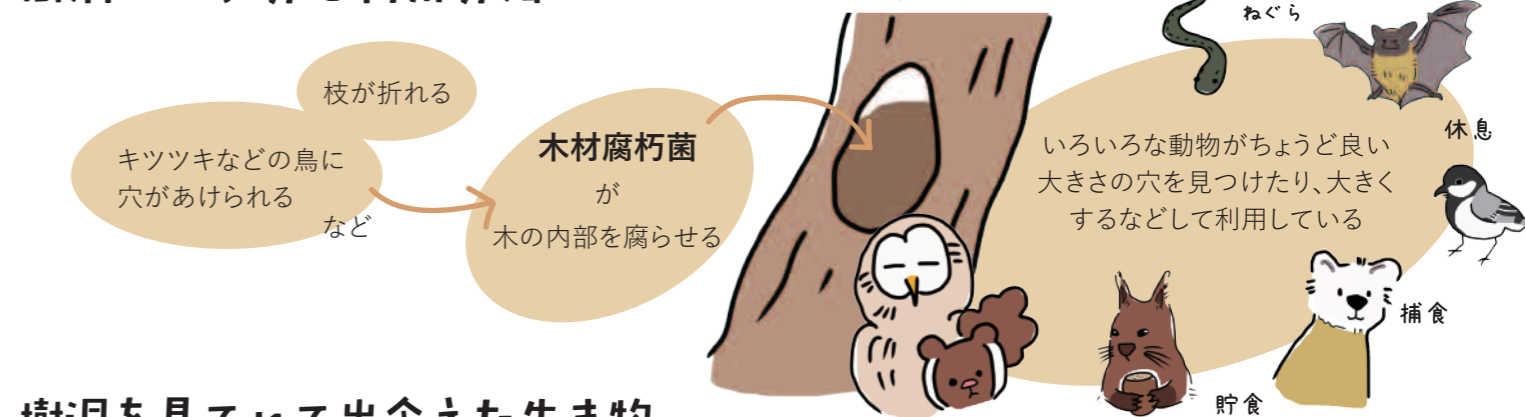 ねぐら
枝が折れる
キツツキなどの鳥に
穴があけられる
など
木材腐朽菌
が
木の内部を腐らせる
いろいろな動物がちょうど良い
大きさの穴を見つけたり、大きく
するなどして利用している
休息
捕食
貯食